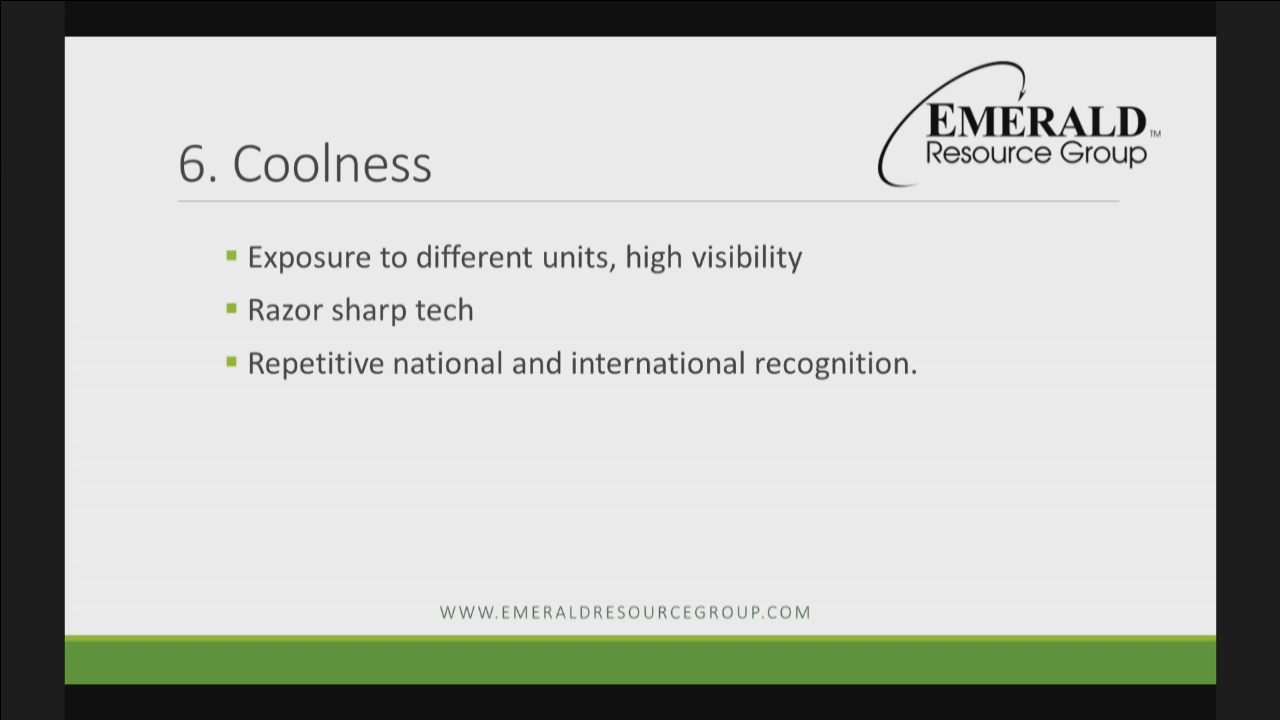 EMERALD TM
Resource Group
6. Coolness
Exposure to different units, high visibility
Razor sharp tech
Repetitive national and international recognition.
WWW.EMERALDRESOURCEGROUP.COM